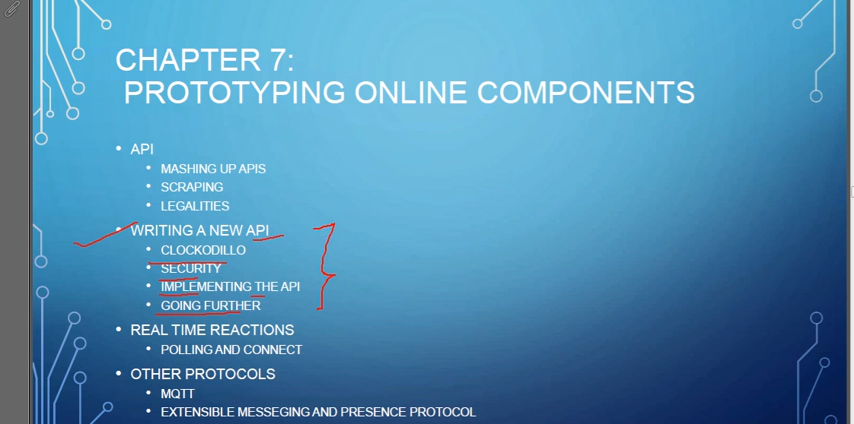 CHAPTER 7:
PROTOTYPING ONLINE COMPONENTS
• API
• MASHING UP APIS
• SCRAPING
• LEGALITIES
• WRITING A NEW API
• CLOCKODILLO
• SECURITY
• IMPLEMENTING THE API
• GOING FURTHER
• REAL TIME REACTIONS
• POLLING AND CONNECT
• OTHER PROTOCOLS
• MQTT
• EXTENSIBLE MESSEGING AND PRESENCE PROTOCOL